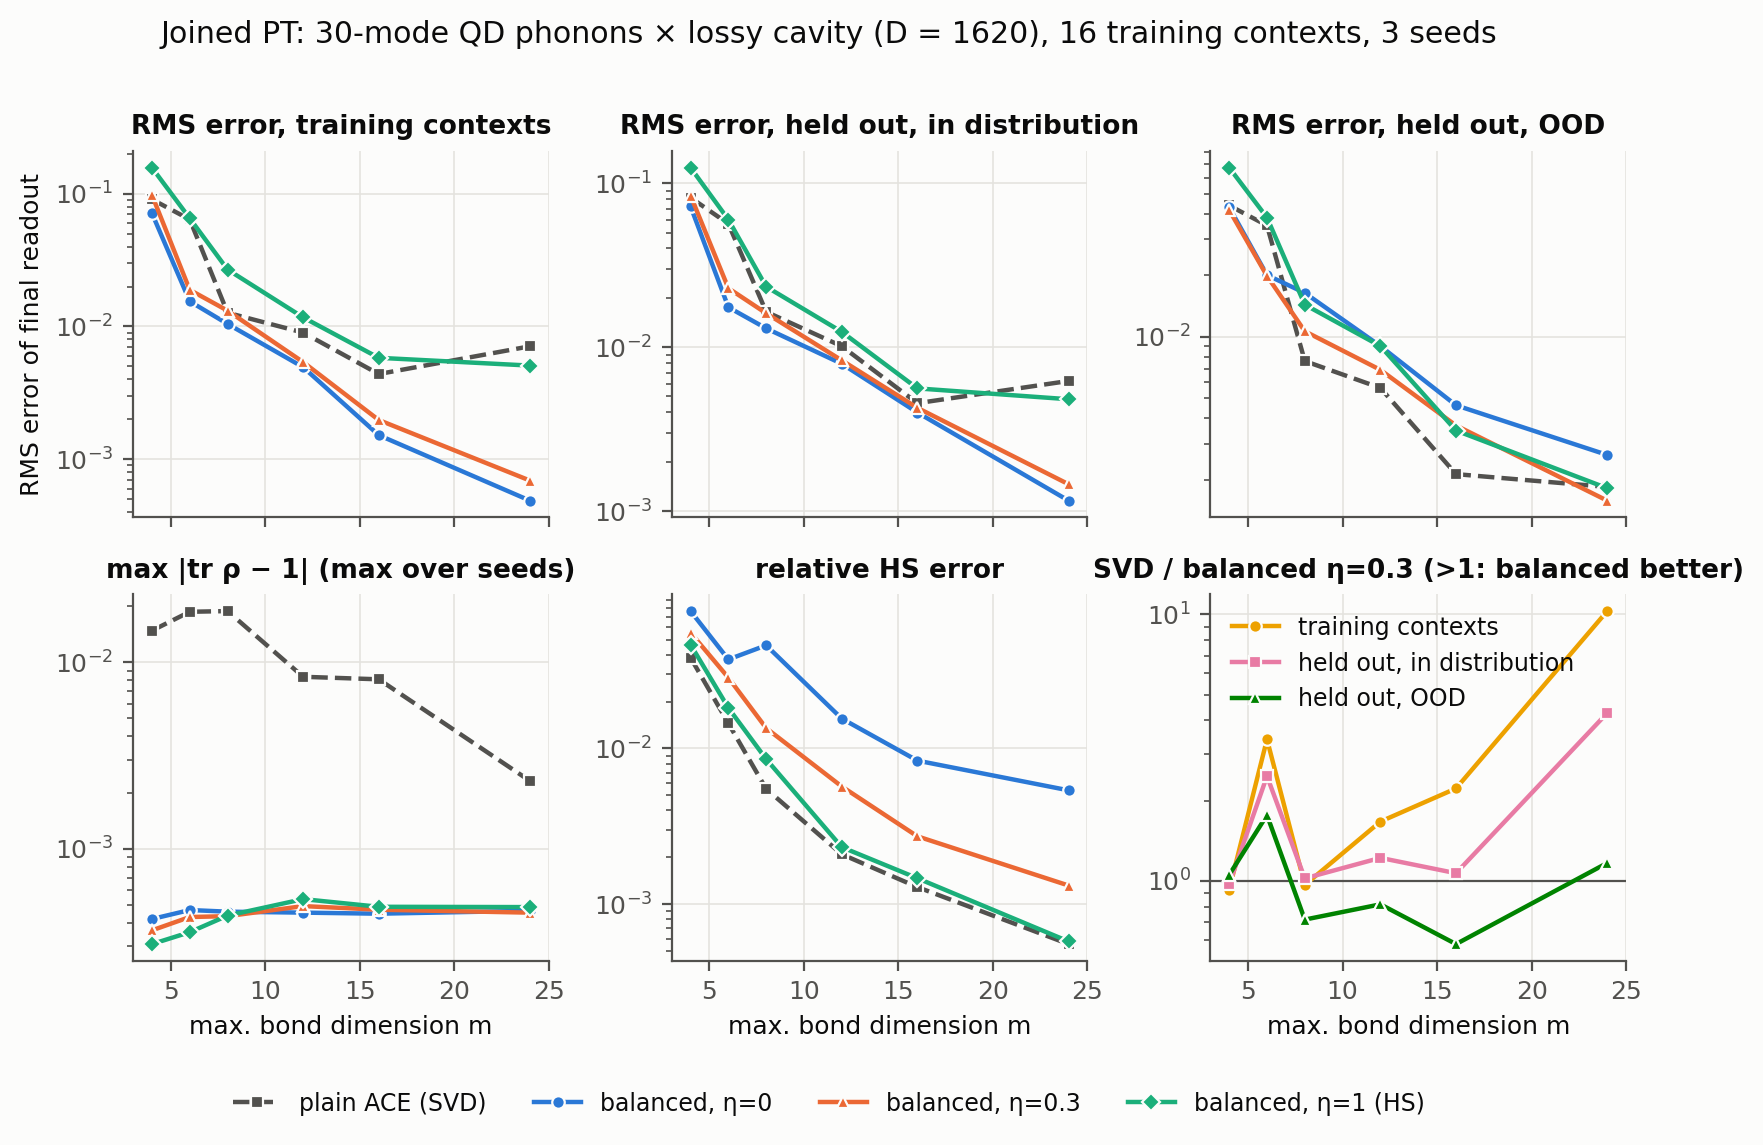 Joined PT: 30-mode QD phonons × lossy cavity (D = 1620), 16 training contexts, 3 seeds
RMS error, training contexts
RMS error, held out, in distribution
RMS error, held out, OOD
RMS error of final readout
10⁻¹
10⁻²
10⁻³
10⁻¹
10⁻²
10⁻³
10⁻²
max |tr ρ − 1| (max over seeds)
relative HS error
SVD / balanced η=0.3 (>1: balanced better)
10⁻²
10⁻³
10⁻²
10⁻³
10¹
10⁰
training contexts
held out, in distribution
held out, OOD
5 10 15 20 25
5 10 15 20 25
5 10 15 20 25
max. bond dimension m
max. bond dimension m
max. bond dimension m
plain ACE (SVD)
balanced, η=0
balanced, η=0.3
balanced, η=1 (HS)